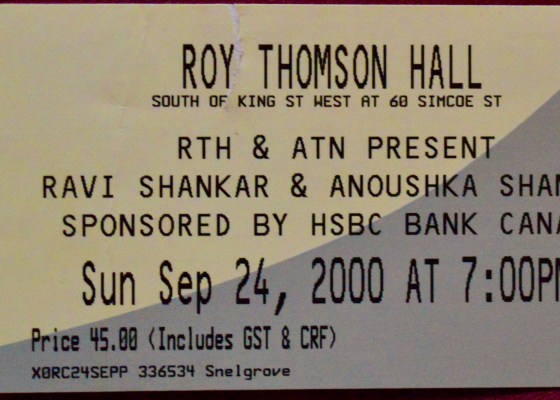 ROY THOMSON HALL
SOUTH OF KING ST WEST AT 60 SIMCOE ST
RTH & ATN PRESENT
RAVI SHANKAR & ANOUSHKA SHAN
SPONSORED BY HSBC BANK CANA
Sun Sep 24, 2000 AT 7:00PM
Price 45.00 (Includes GST & CRF)
X0RC24SEPP 336534 Snelgrove